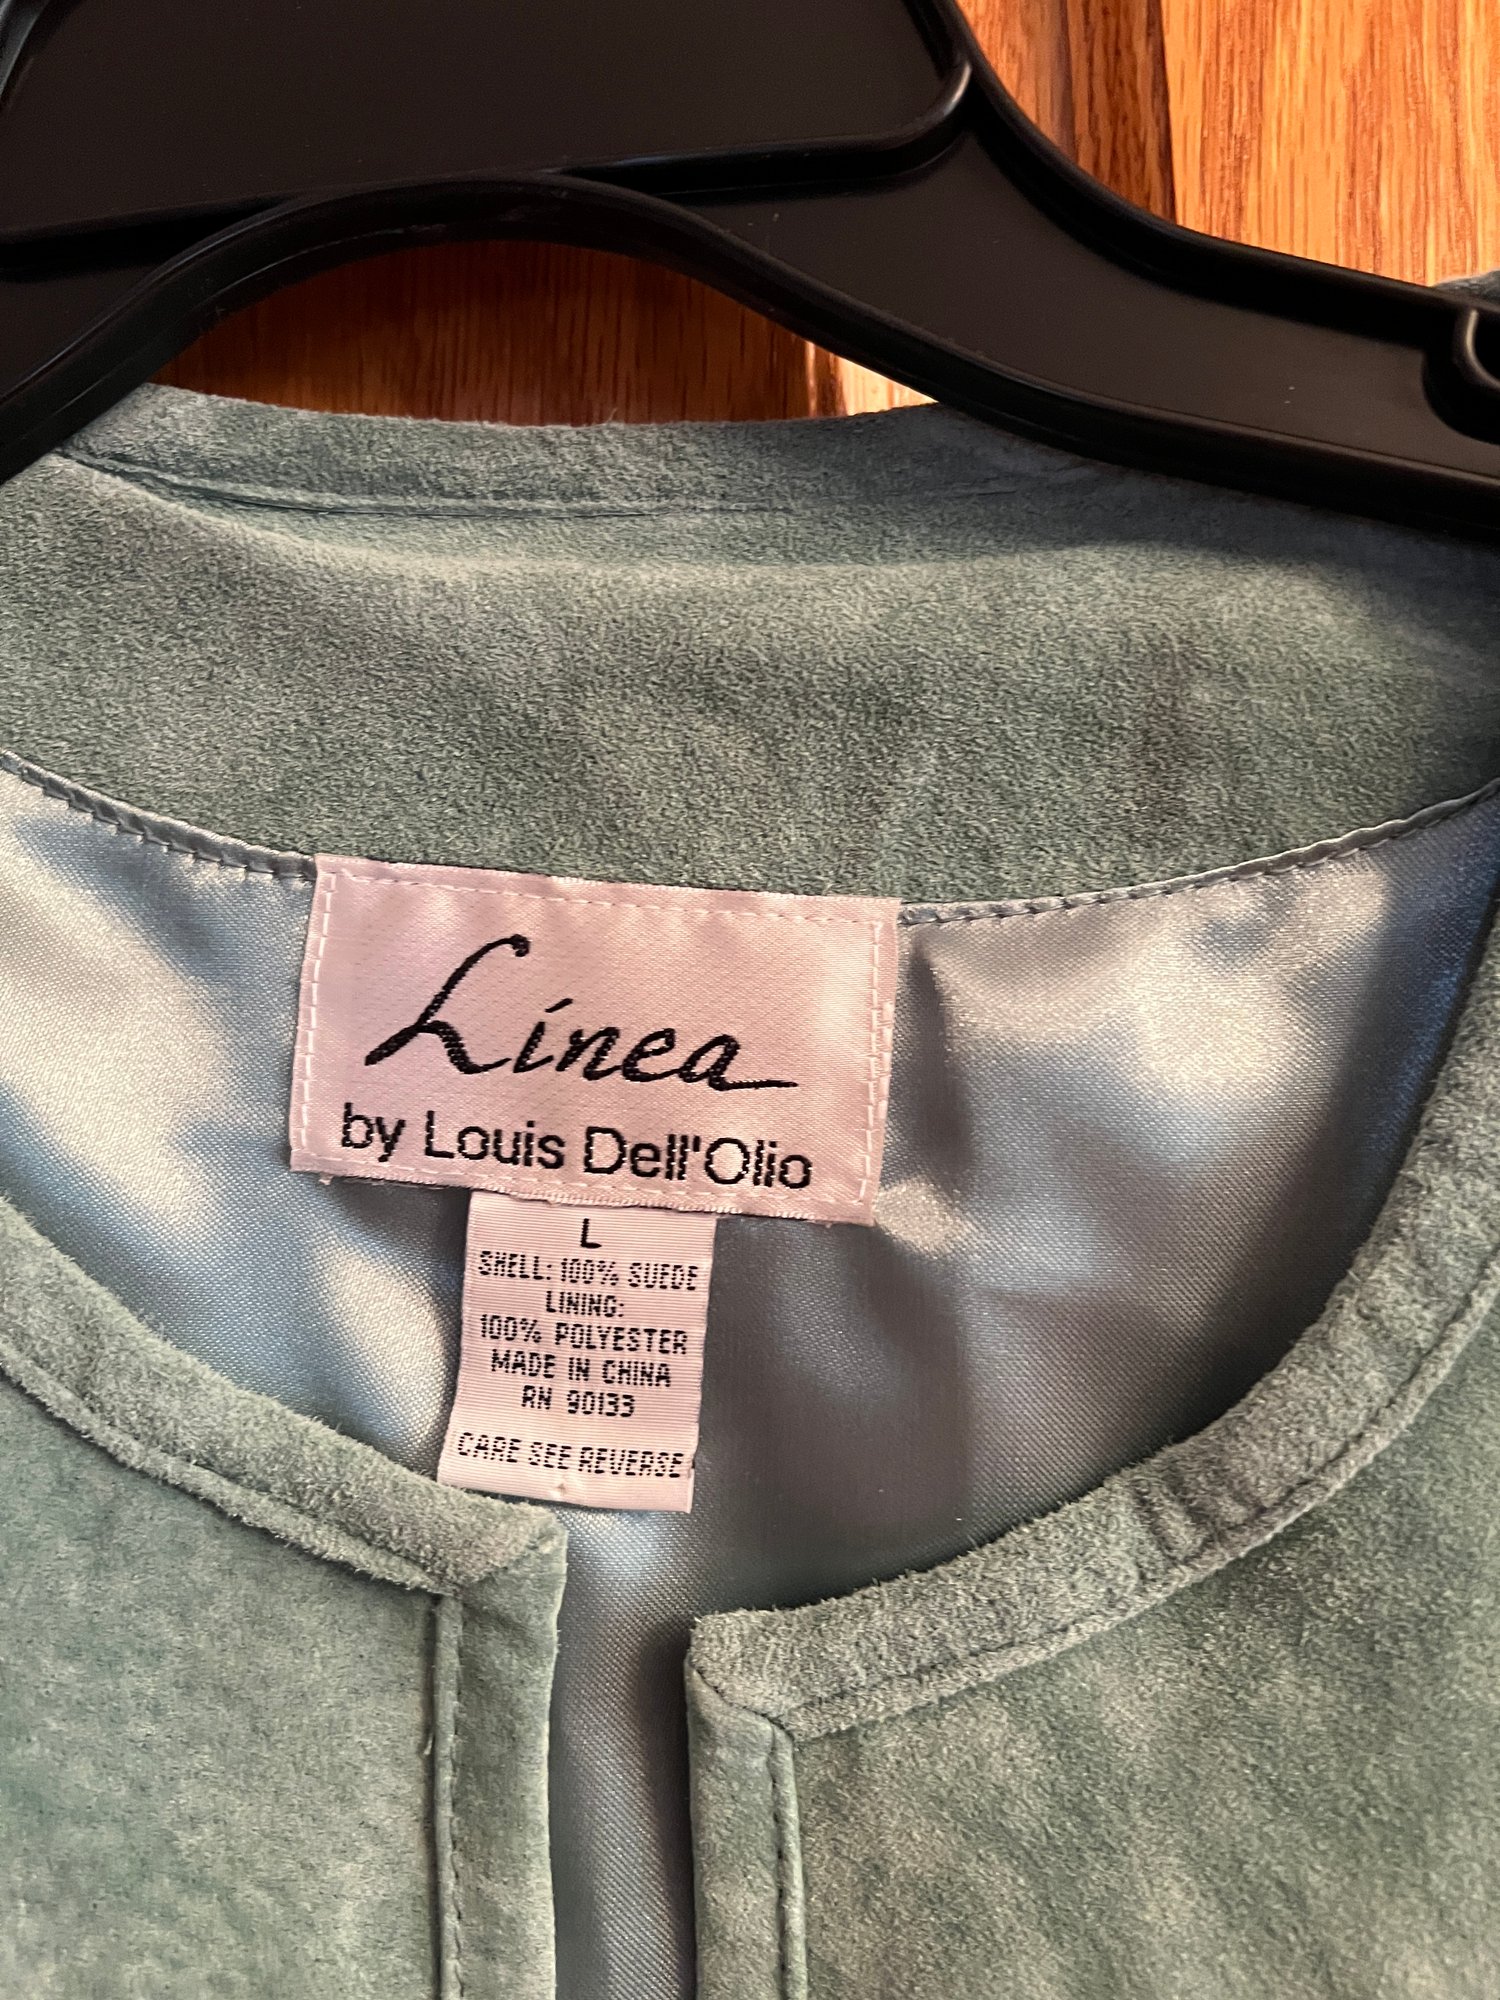 Linea
by Louis Dell'Olio
L
SHELL: 100% SUEDE
LINING:
100% POLYESTER
MADE IN CHINA
RN 90133
CARE SEE REVERSE